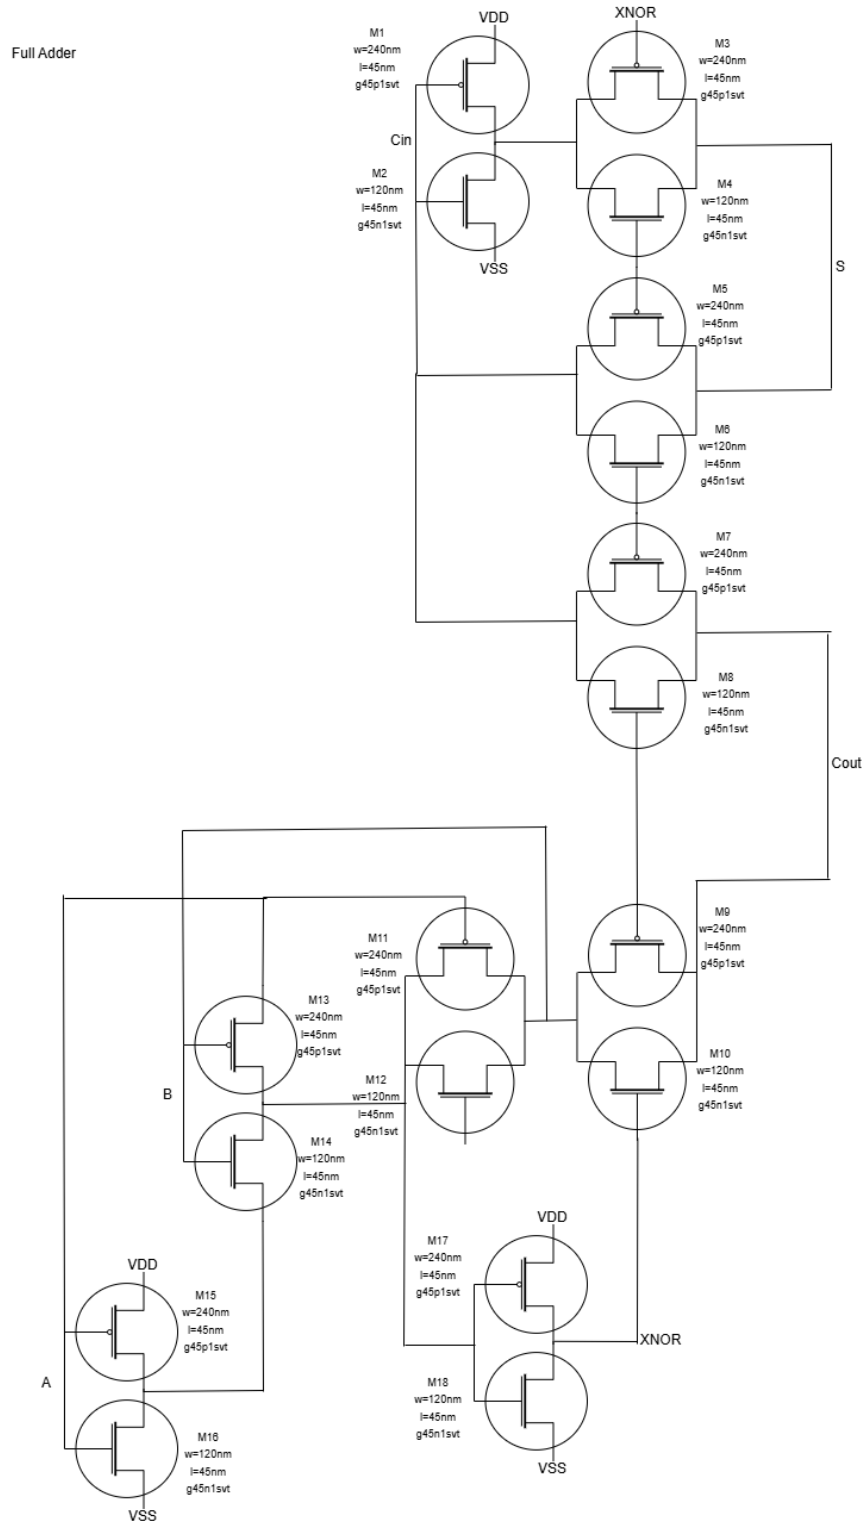 Full Adder
M1
w=240nm
l=45nm
g45p1svt
VDD
XNOR
M3
w=240nm
l=45nm
g45p1svt
Cin
M2
w=120nm
l=45nm
g45n1svt
VSS
M4
w=120nm
l=45nm
g45n1svt
S
M5
w=240nm
l=45nm
g45p1svt
M6
w=120nm
l=45nm
g45n1svt
M7
w=240nm
l=45nm
g45p1svt
M8
w=120nm
l=45nm
g45n1svt
Cout
M9
w=240nm
l=45nm
g45p1svt
M11
w=240nm
l=45nm
g45p1svt
M13
w=240nm
l=45nm
g45p1svt
M10
w=120nm
l=45nm
g45n1svt
M12
w=120nm
l=45nm
g45n1svt
B
M14
w=120nm
l=45nm
g45n1svt
VDD
M17
w=240nm
l=45nm
g45p1svt
VDD
M15
w=240nm
l=45nm
g45p1svt
XNOR
A
M18
w=120nm
l=45nm
g45n1svt
M16
w=120nm
l=45nm
g45n1svt
VSS
VSS